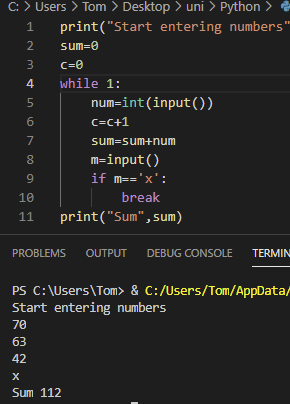 C: > Users > Tom > Desktop > uni > Python >
1 print("Start entering numbers"
2 sum=0
3 c=0
4 while 1:
5 num=int(input())
6 c=c+1
7 sum=sum+num
8 m=input()
9 if m=='x':
10 break
11 print("Sum",sum)
PROBLEMS OUTPUT DEBUG CONSOLE TERMIN
PS C:\Users\Tom> & C:/Users/Tom/AppData/
Start entering numbers
70
63
42
x
Sum 112